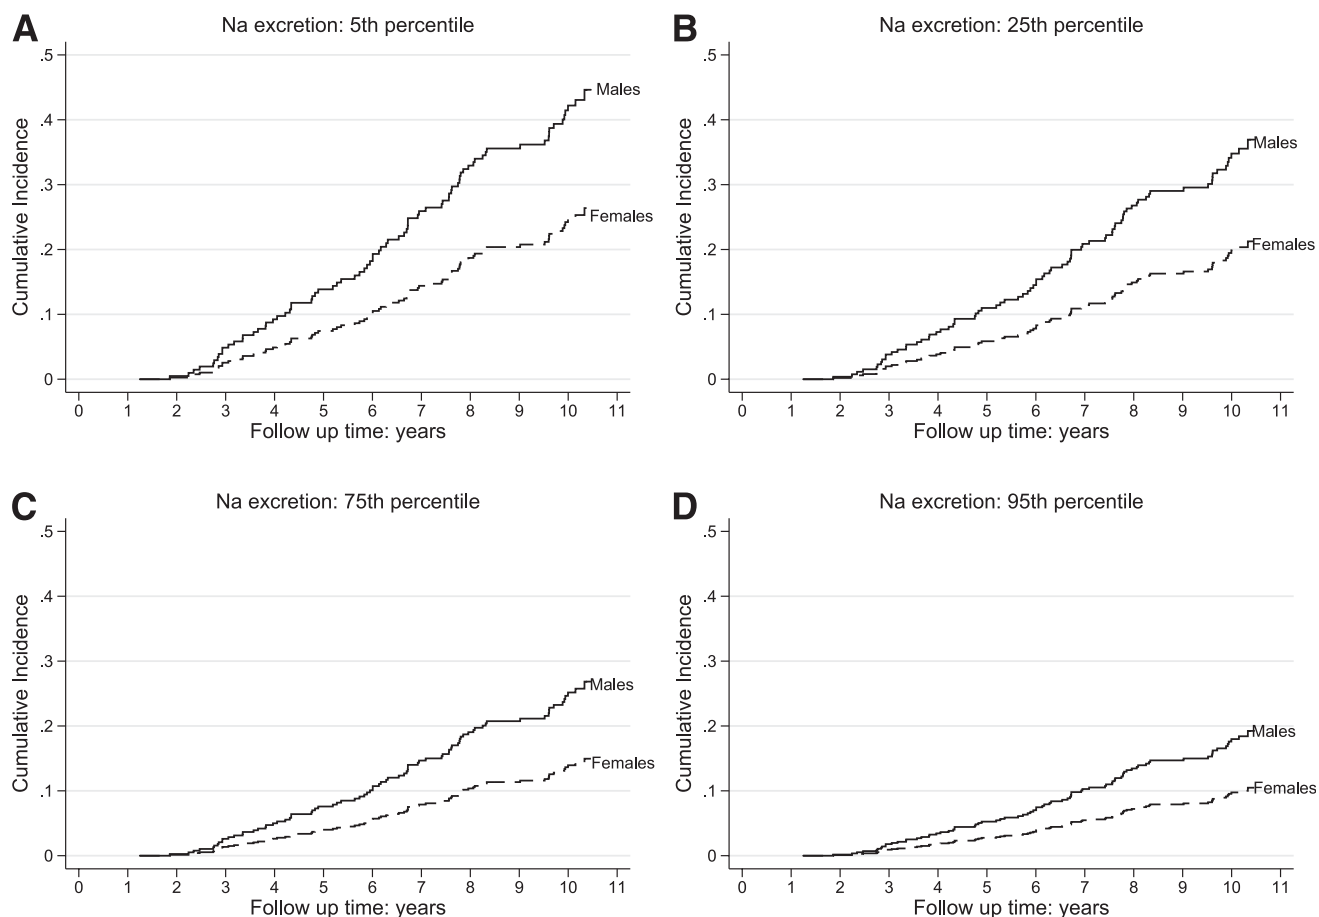 A
Na excretion: 5th percentile
Cumulative Incidence
.5
.4
.3
.2
.1
0
Males
Females
0 1 2 3 4 5 6 7 8 9 10 11
Follow up time: years
B
Na excretion: 25th percentile
Cumulative Incidence
.5
.4
.3
.2
.1
0
Males
Females
0 1 2 3 4 5 6 7 8 9 10 11
Follow up time: years
C
Na excretion: 75th percentile
Cumulative Incidence
.5
.4
.3
.2
.1
0
Males
Females
0 1 2 3 4 5 6 7 8 9 10 11
Follow up time: years
D
Na excretion: 95th percentile
Cumulative Incidence
.5
.4
.3
.2
.1
0
Males
Females
0 1 2 3 4 5 6 7 8 9 10 11
Follow up time: years